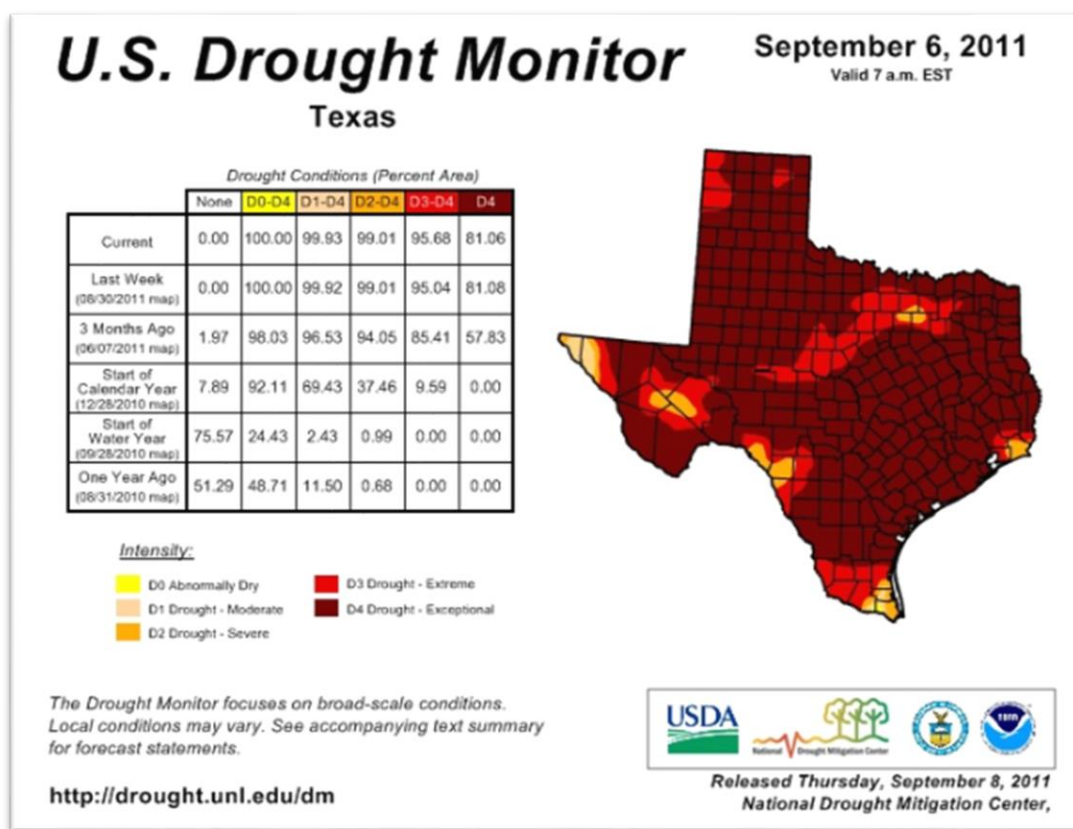 U.S. Drought Monitor
Texas
September 6, 2011
Valid 7 a.m. EST
Drought Conditions (Percent Area)
None D0-D4 D1-D4 D2-D4 D3-D4 D4
Current 0.00 100.00 99.93 99.01 95.68 81.06
Last Week (08/30/2011 map) 0.00 100.00 99.92 99.01 95.04 81.08
3 Months Ago (06/07/2011 map) 1.97 98.03 96.53 94.05 85.41 57.83
Start of Calendar Year (12/28/2010 map) 7.89 92.11 69.43 37.46 9.59 0.00
Start of Water Year (09/28/2010 map) 75.57 24.43 2.43 0.99 0.00 0.00
One Year Ago (08/31/2010 map) 51.29 48.71 11.50 0.68 0.00 0.00
Intensity:
D0 Abnormally Dry
D1 Drought - Moderate
D2 Drought - Severe
D3 Drought - Extreme
D4 Drought - Exceptional
The Drought Monitor focuses on broad-scale conditions.
Local conditions may vary. See accompanying text summary
for forecast statements.
http://drought.unl.edu/dm
USDA
National Drought Mitigation Center
Released Thursday, September 8, 2011
National Drought Mitigation Center,